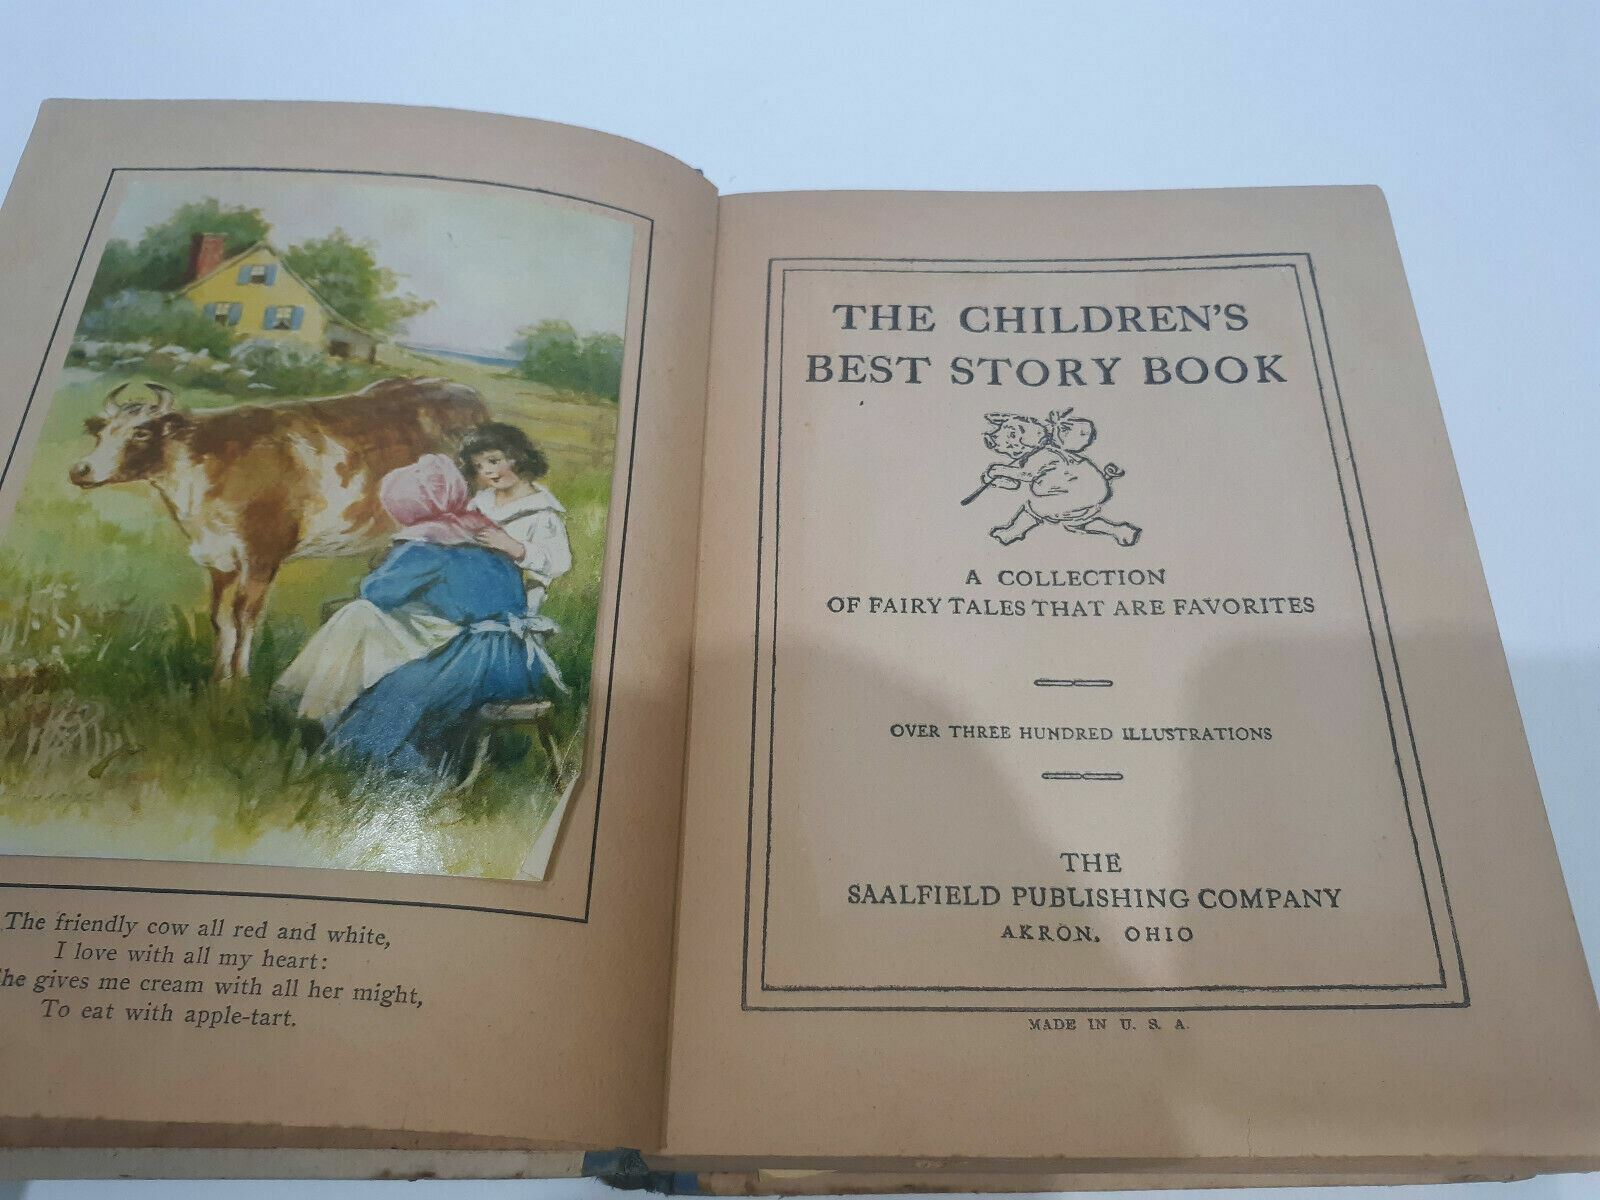 The friendly cow all red and white,
I love with all my heart:
he gives me cream with all her might,
To eat with apple-tart.
THE CHILDREN'S
BEST STORY BOOK
A COLLECTION
OF FAIRY TALES THAT ARE FAVORITES
OVER THREE HUNDRED ILLUSTRATIONS
THE
SAALFIELD PUBLISHING COMPANY
AKRON, OHIO
MADE IN U. S. A.